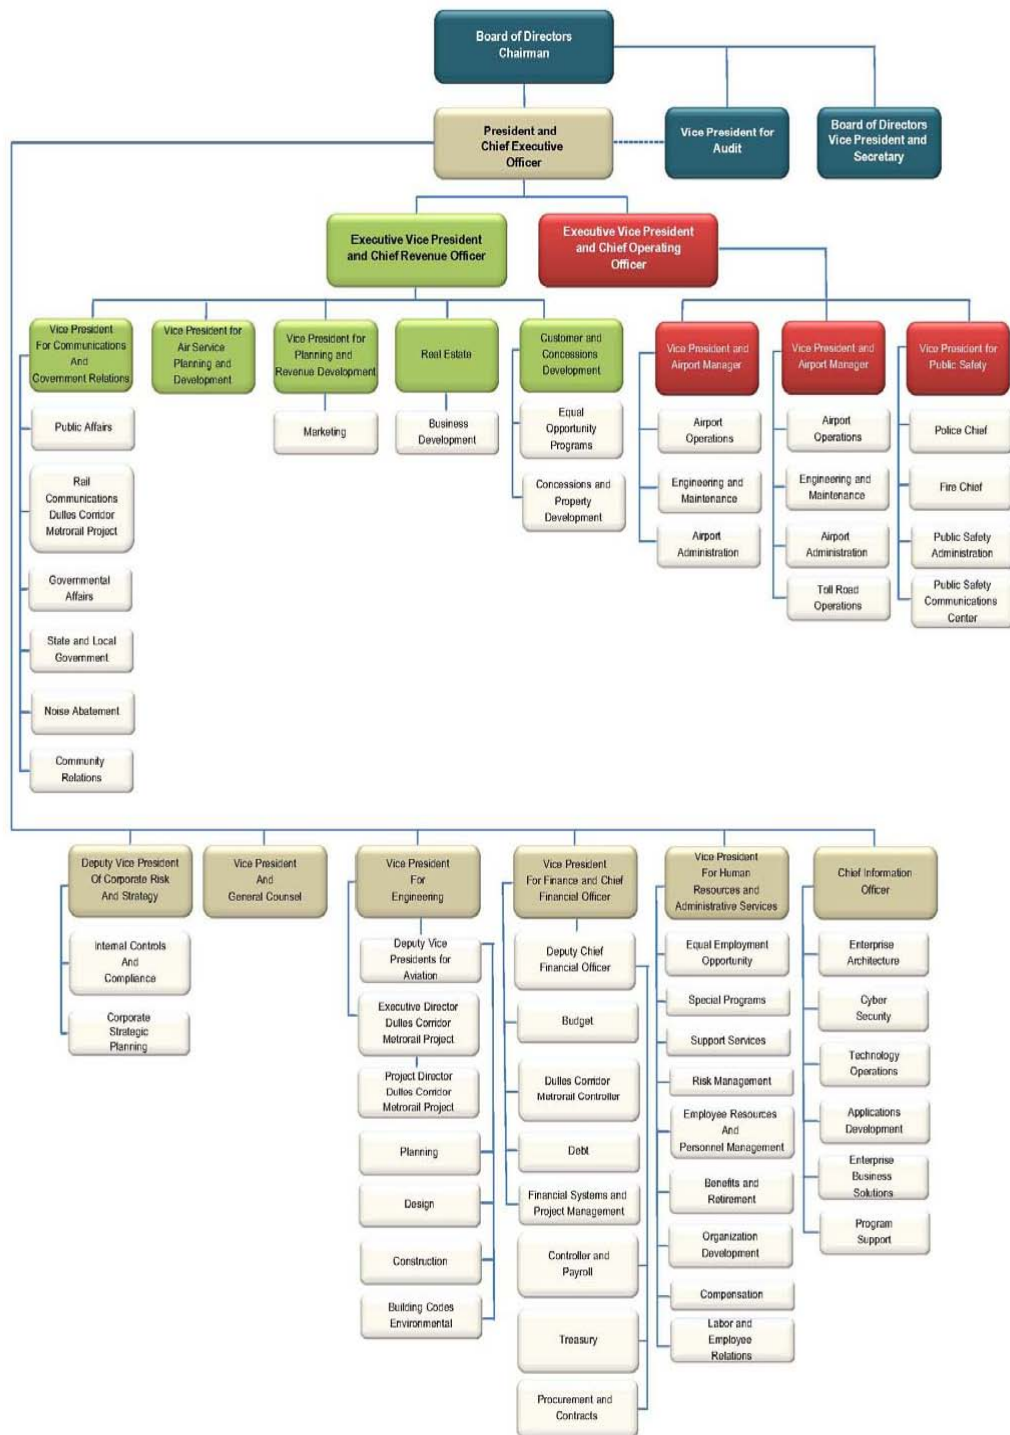 Board of Directors
Chairman
President and
Chief Executive
Officer
Vice President for
Audit
Board of Directors
Vice President and
Secretary
Executive Vice President
and Chief Revenue Officer
Executive Vice President
and Chief Operating
Officer
Vice President
For Communications
And
Government Relations
Vice President for
Air Service
Planning and
Development
Vice President for
Planning and
Revenue Development
Real Estate
Customer and
Concessions
Development
Vice President and
Airport Manager
Vice President and
Airport Manager
Vice President for
Public Safety
Public Affairs
Rail
Communications
Dulles Corridor
Metrorail Project
Governmental
Affairs
State and Local
Government
Noise Abatement
Community
Relations
Marketing
Business
Development
Equal
Opportunity
Programs
Concessions and
Property
Development
Airport
Operations
Engineering and
Maintenance
Airport
Administration
Airport
Operations
Engineering and
Maintenance
Airport
Administration
Toll Road
Operations
Police Chief
Fire Chief
Public Safety
Administration
Public Safety
Communications
Center
Deputy Vice President
Of Corporate Risk
And Strategy
Vice President
And
General Counsel
Vice President
For
Engineering
Vice President
For Finance and Chief
Financial Officer
Vice President
For Human
Resources and
Administrative Services
Chief Information
Officer
Internal Controls
And
Compliance
Corporate
Strategic
Planning
Deputy Vice
Presidents for
Aviation
Executive Director
Dulles Corridor
Metrorail Project
Project Director
Dulles Corridor
Metrorail Project
Planning
Design
Construction
Building Codes
Environmental
Deputy Chief
Financial Officer
Budget
Dulles Corridor
Metrorail Controller
Debt
Financial Systems and
Project Management
Controller and
Payroll
Treasury
Procurement and
Contracts
Equal Employment
Opportunity
Special Programs
Support Services
Risk Management
Employee Resources
And
Personnel Management
Benefits and
Retirement
Organization
Development
Compensation
Labor and
Employee
Relations
Enterprise
Architecture
Cyber
Security
Technology
Operations
Applications
Development
Enterprise
Business
Solutions
Program
Support